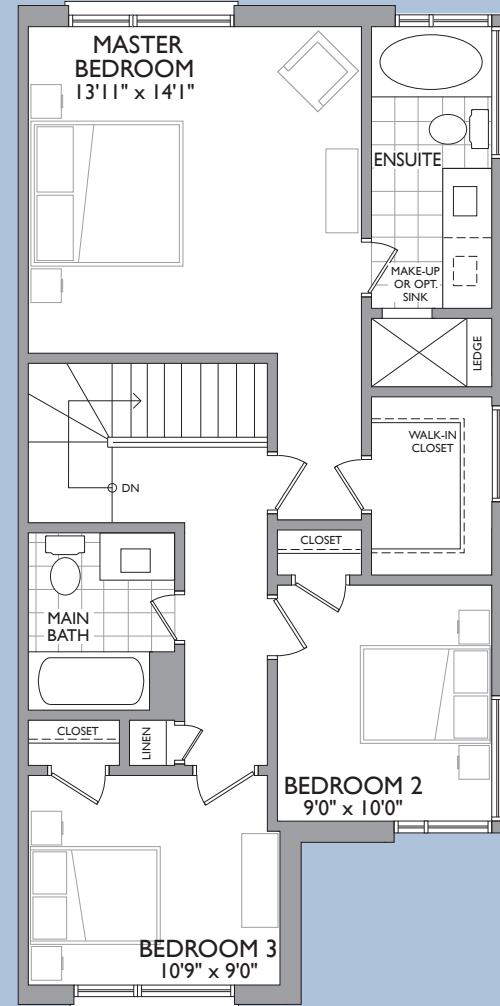 MASTER
BEDROOM
13'11" x 14'1"
ENSUITE
MAKE-UP
OR OPT.
SINK
LEDGE
WALK-IN
CLOSET
DN
CLOSET
MAIN
BATH
CLOSET
LINEN
BEDROOM 2
9'0" x 10'0"
BEDROOM 3
10'9" x 9'0"